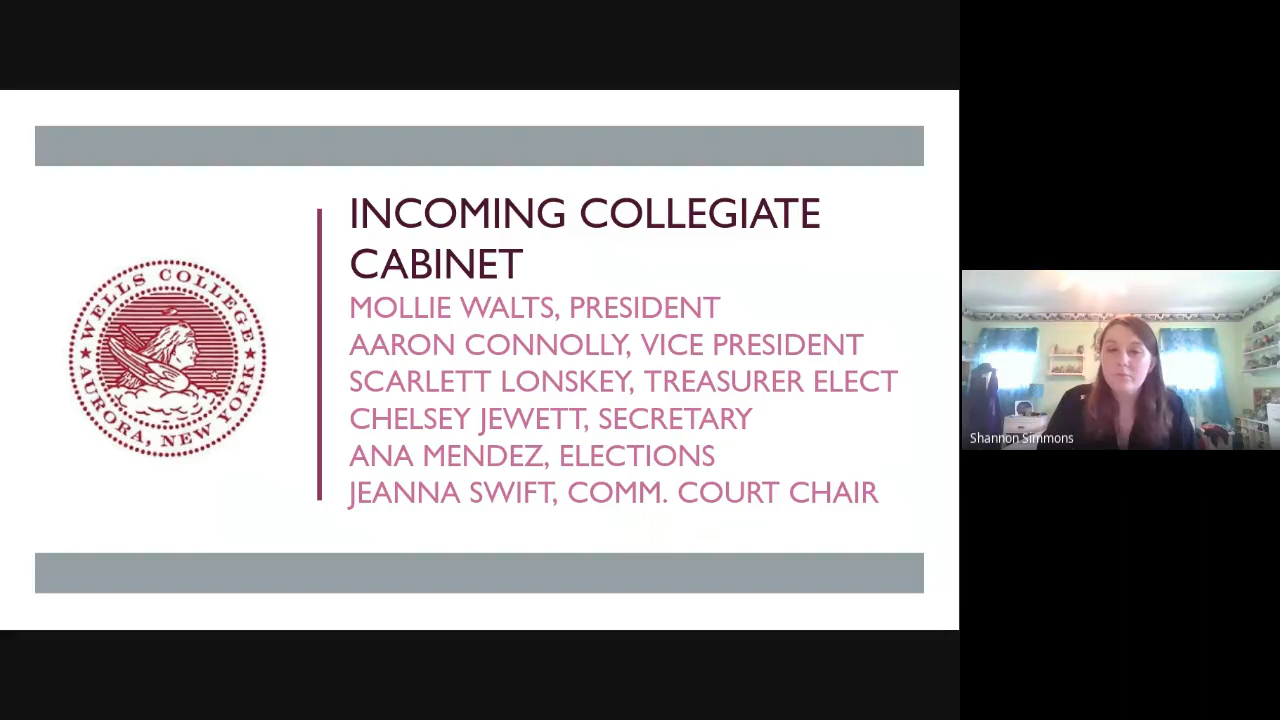 WELLS COLLEGE
AURORA, NEW YORK
INCOMING COLLEGIATE
CABINET
MOLLIE WALTS, PRESIDENT
AARON CONNOLLY, VICE PRESIDENT
SCARLETT LONSKEY, TREASURER ELECT
CHELSEY JEWETT, SECRETARY
ANA MENDEZ, ELECTIONS
JEANNA SWIFT, COMM. COURT CHAIR
Shannon Simmons